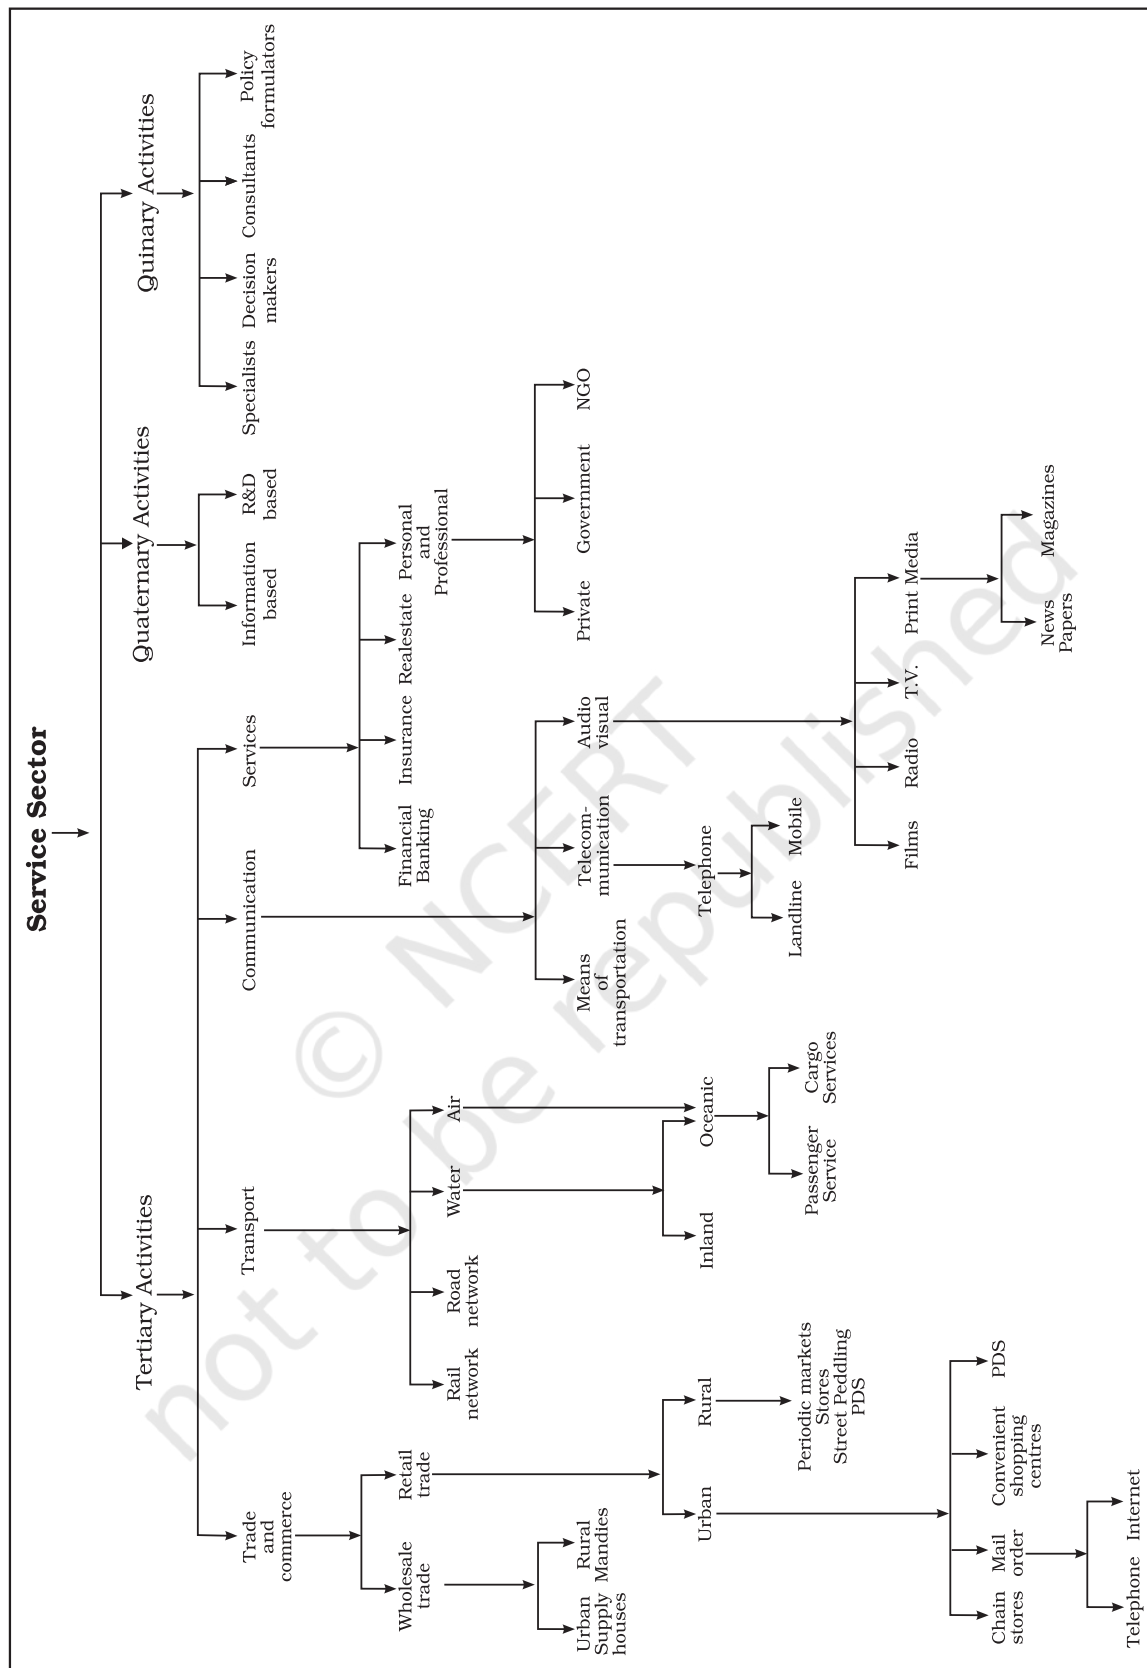 Service Sector
Tertiary Activities
Quaternary Activities
Quinary Activities
Trade
and
commerce
Transport
Communication
Services
Information
based
R&D
based
Specialists
Decision
makers
Consultants
Policy
formulators
Wholesale
trade
Retail
trade
Rail
network
Road
network
Water
Air
Financial
Banking
Insurance
Realestate
Personal
and
Professional
Urban
Supply
houses
Rural
Mandies
Means
of
transportation
Telecom-
munication
Audio
visual
Private
Government
NGO
Urban
Rural
Inland
Oceanic
Telephone
Periodic markets
Stores
Street Peddling
PDS
Passenger
Service
Cargo
Services
Landline
Mobile
Films
Radio
T.V.
Print Media
Chain
stores
Mail
order
Convenient
shopping
centres
PDS
News
Papers
Magazines
Telephone
Internet
© NCERT
not to be republished